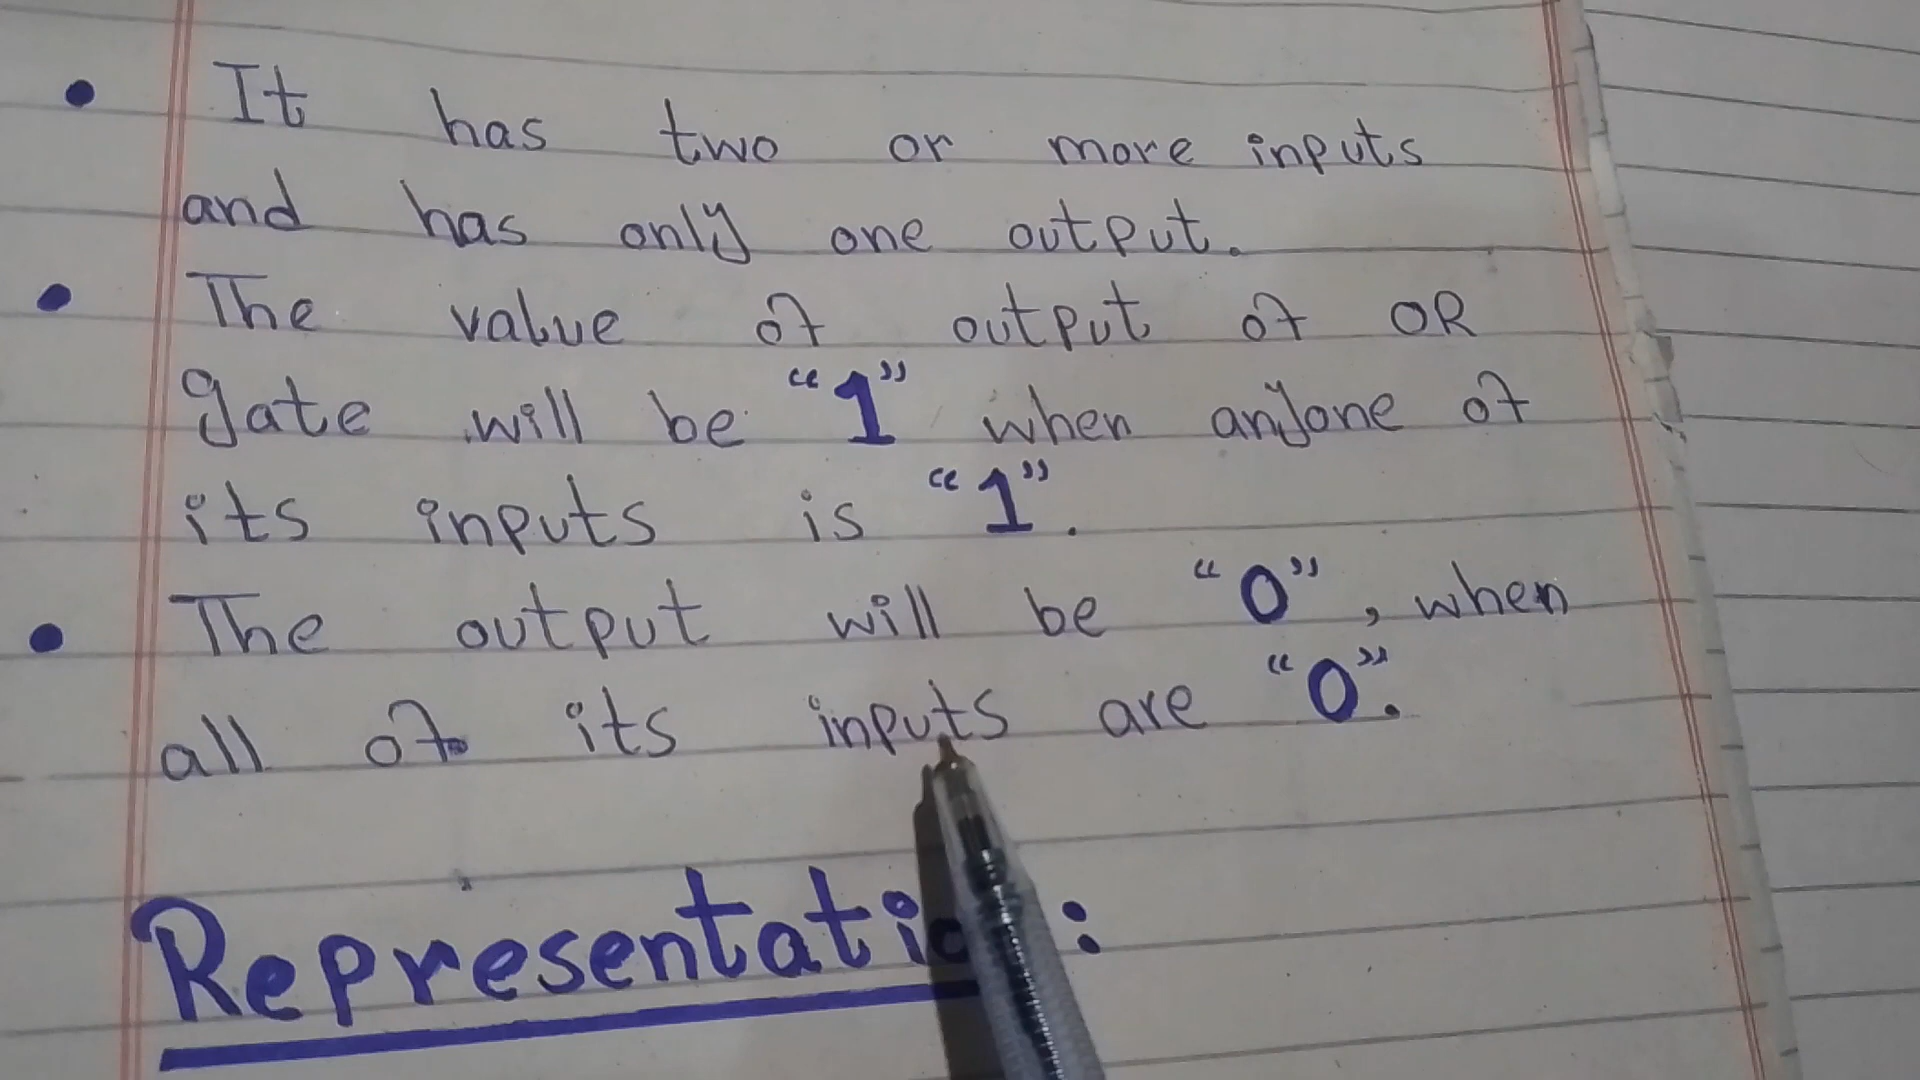 • It has two or more inputs
and has only one output.
• The value of output of OR
gate will be "1" when anyone of
its inputs is "1".
• The output will be "0", when
all of its inputs are "0".
Representation: